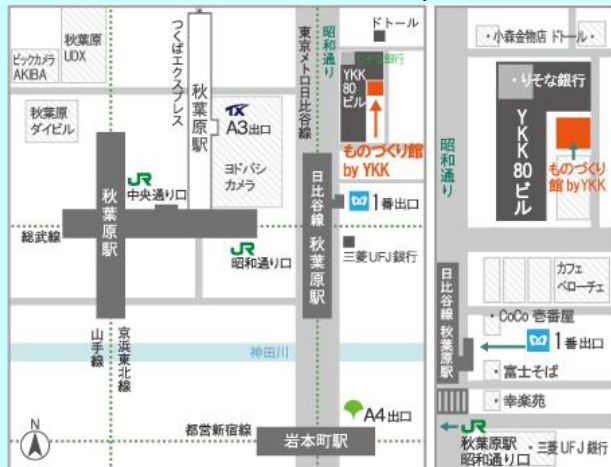 ビックカメラ
AKIBA
秋葉原
UDX
つくばエクスプレス
秋葉原駅
東京メトロ日比谷線
昭和通り
ドトール
りそな銀行
YKK
80
ビル
秋葉原
ダイビル
TX
A3出口
ヨドバシ
カメラ
ものづくり館
by YKK
JR
中央通り口
秋葉原駅
総武線
JR
昭和通り口
日比谷線 秋葉原駅
1番出口
三菱UFJ銀行
山手線
京浜東北線
神田川
N
都営新宿線
岩本町駅
A4出口
・小森金物店 ドトール・
・りそな銀行
YKK80ビル
昭和通り
ものづくり
館 by YKK
日比谷線 秋葉原駅
カフェ
ベローチェ
・CoCo 壱番屋
1番出口
・富士そば
・幸楽苑
JR
秋葉原駅
昭和通り口
・三菱UFJ銀行